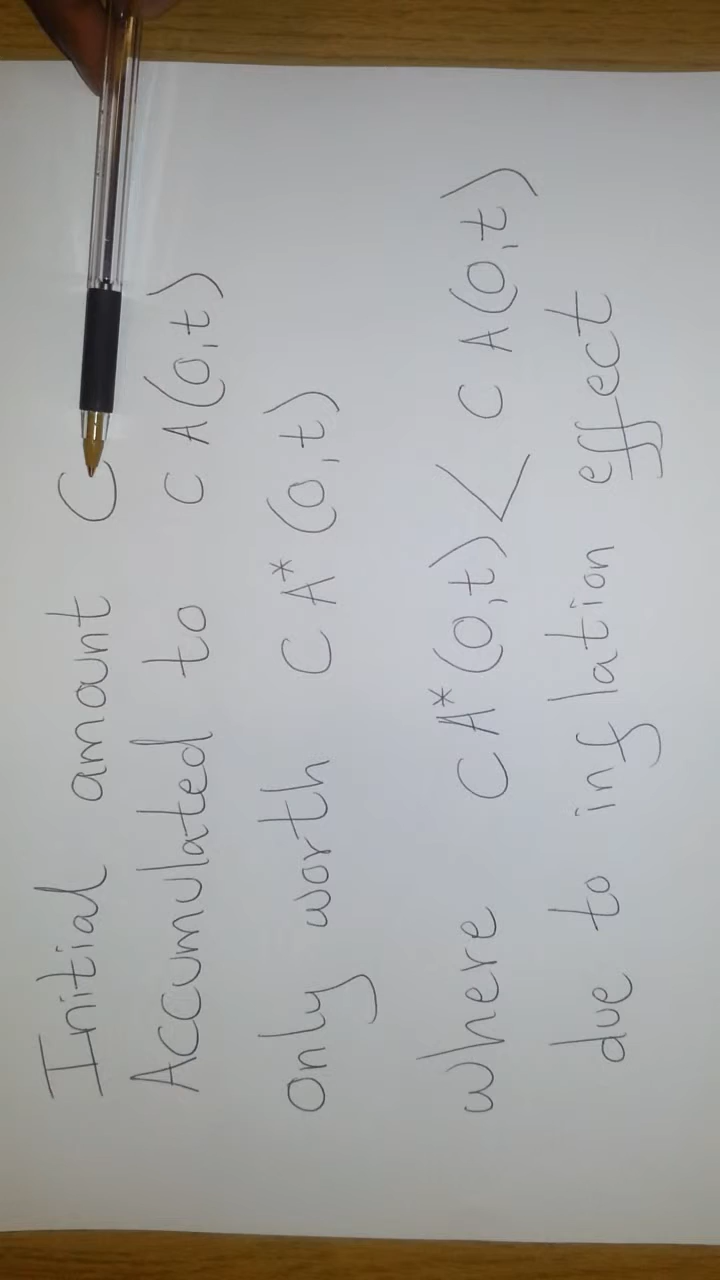 Initial amount C
Accumulated to C A(0,t)
only worth C A*(0,t)
where C A*(0,t) < C A(0,t)
due to inflation effect